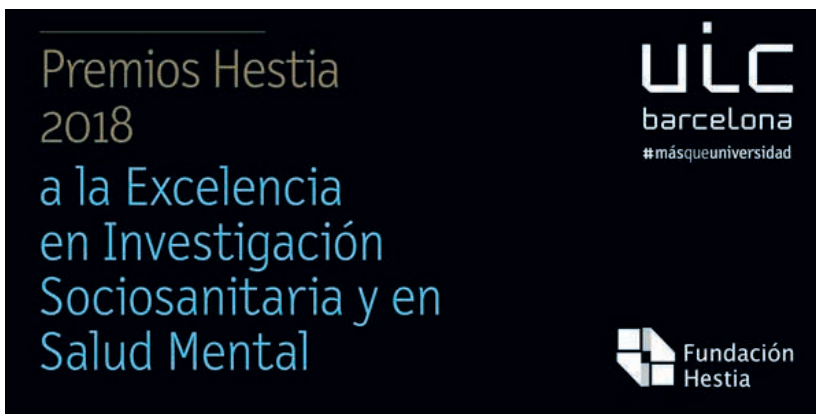 Premios Hestia
2018
a la Excelencia
en Investigación
Sociosanitaria y en
Salud Mental
uic
barcelona
#másqueuniversidad
Fundación
Hestia